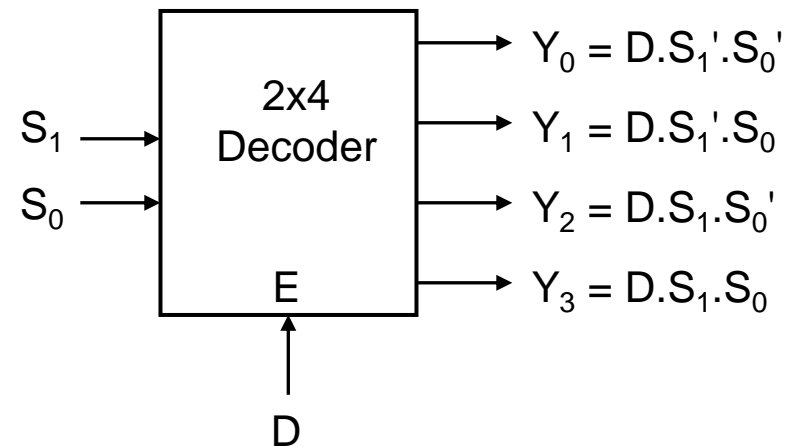 Y₀ = D.S₁'.S₀'
2x4
Decoder
S₁
Y₁ = D.S₁'.S₀
S₀
Y₂ = D.S₁.S₀'
E
Y₃ = D.S₁.S₀
D